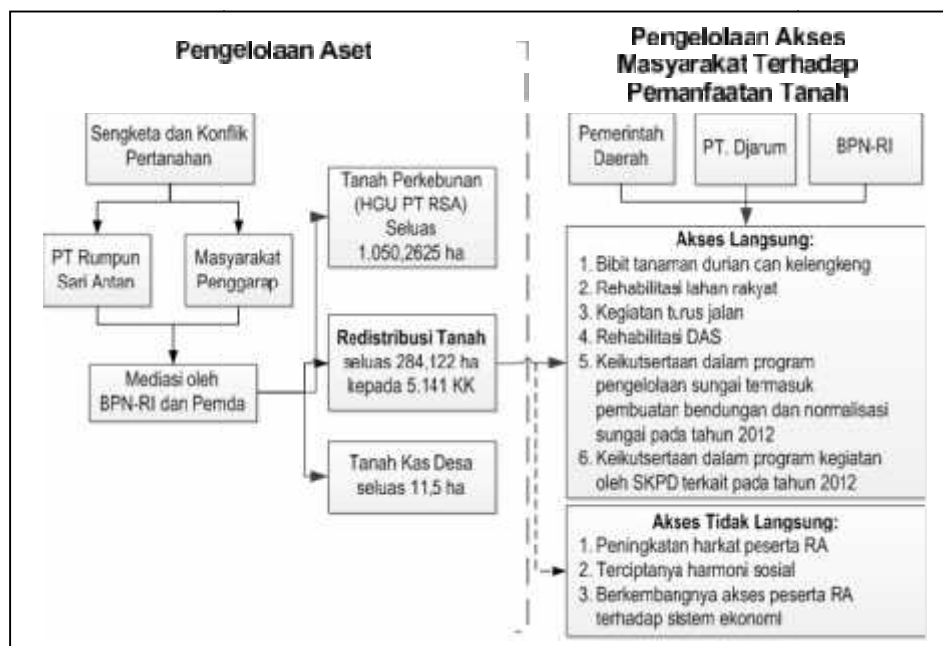 Pengelolaan Aset
Sengketa dan Konflik
Pertanahan
PT Rumpun
Sari Antan
Masyarakat
Penggarap
Mediasi oleh
BPN-RI dan Pemda
Tanah Perkebunan
(HGU PT RSA)
Seluas
1.050,2625 ha
Redistribusi Tanah
seluas 284,122 ha
kepada 5.141 KK
Tanah Kas Desa
seluas 11,5 ha
Pengelolaan Akses
Masyarakat Terhadap
Pemanfaatan Tanah
Pemerintah
Daerah
PT. Djarum
BPN-RI
Akses Langsung:
1. Bibit tanaman durian dan kelengkeng
2. Rehabilitasi lahan rakyat
3. Kegiatan turus jalan
4. Rehabilitasi DAS
5. Keikutsertaan dalam program
pengelolaan sungai termasuk
pembuatan bendungan dan normalisasi
sungai pada tahun 2012
6. Keikutsertaan dalam program kegiatan
oleh SKPD terkait pada tahun 2012
Akses Tidak Langsung:
1. Peningkatan harkat peserta RA
2. Terciptanya harmoni sosial
3. Berkembangnya akses peserta RA
terhadap sistem ekonomi